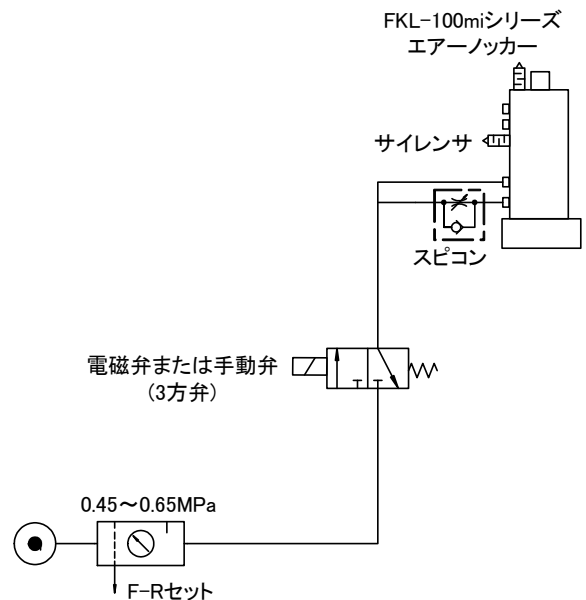 FKL-100miシリーズ
エアーノッカー
サイレンサ
スピコン
電磁弁または手動弁
(3方弁)
0.45～0.65MPa
F-Rセット